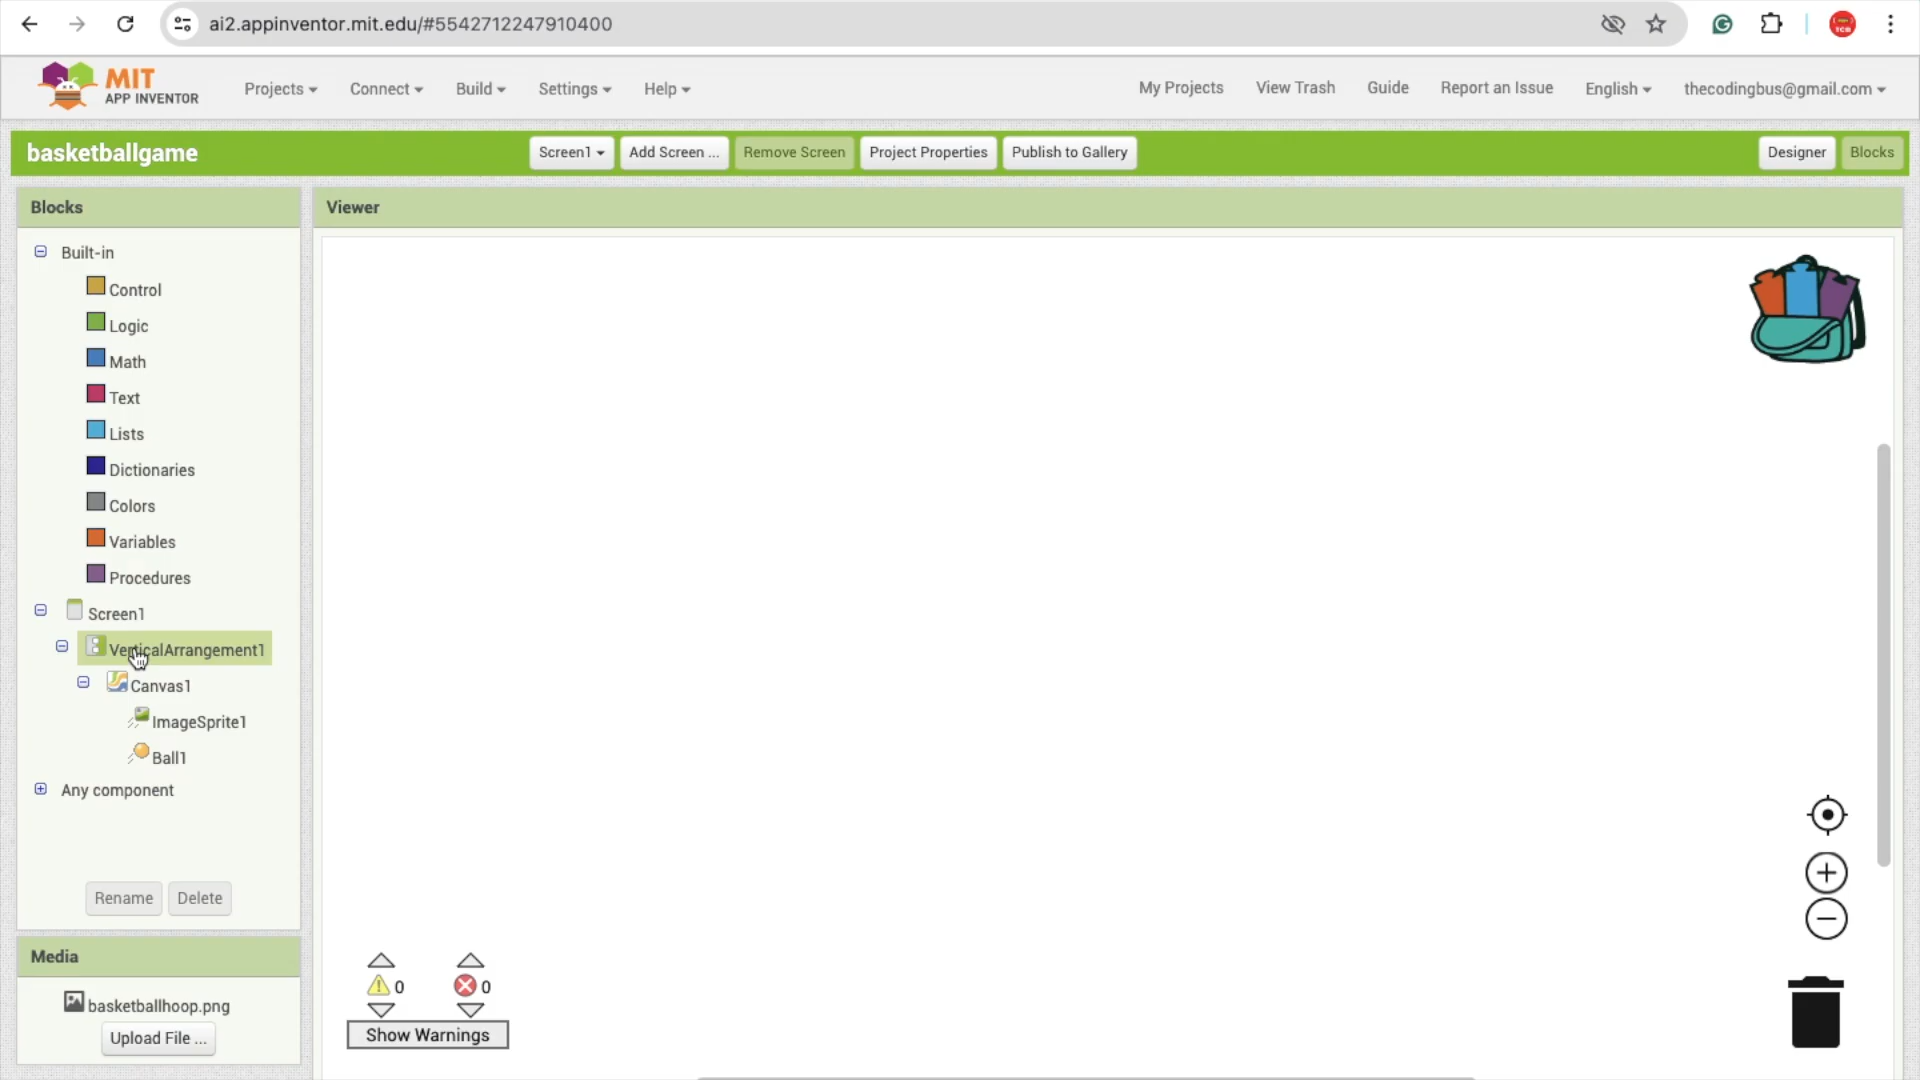 ai2.appinventor.mit.edu/#5542712247910400
MIT
APP INVENTOR
Projects
Connect
Build
Settings
Help
My Projects
View Trash
Guide
Report an Issue
English
thecodingbus@gmail.com
basketballgame
Screen1
Add Screen ...
Remove Screen
Project Properties
Publish to Gallery
Designer
Blocks
Blocks
Viewer
Built-in
Control
Logic
Math
Text
Lists
Dictionaries
Colors
Variables
Procedures
Screen1
VerticalArrangement1
Canvas1
ImageSprite1
Ball1
Any component
Rename
Delete
Media
basketballhoop.png
Upload File ...
0
0
Show Warnings